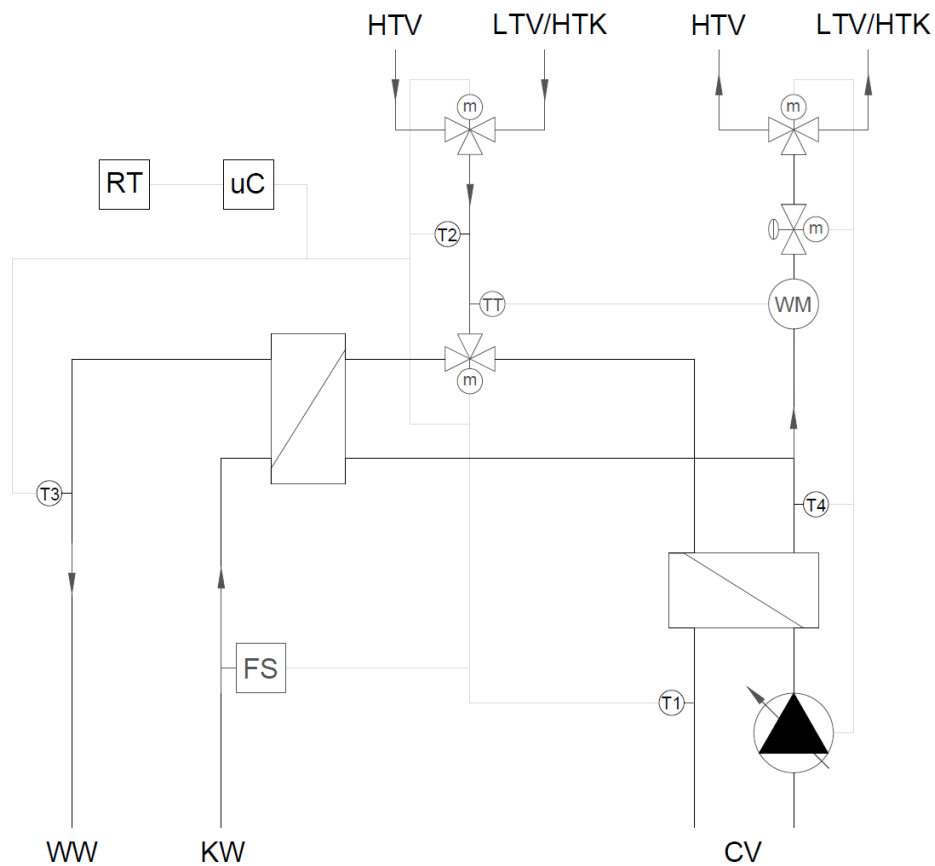 HTV LTV/HTK HTV LTV/HTK
m m
RT uC
T2 m
TT WM
m
T3 T4
FS
T1
WW KW CV